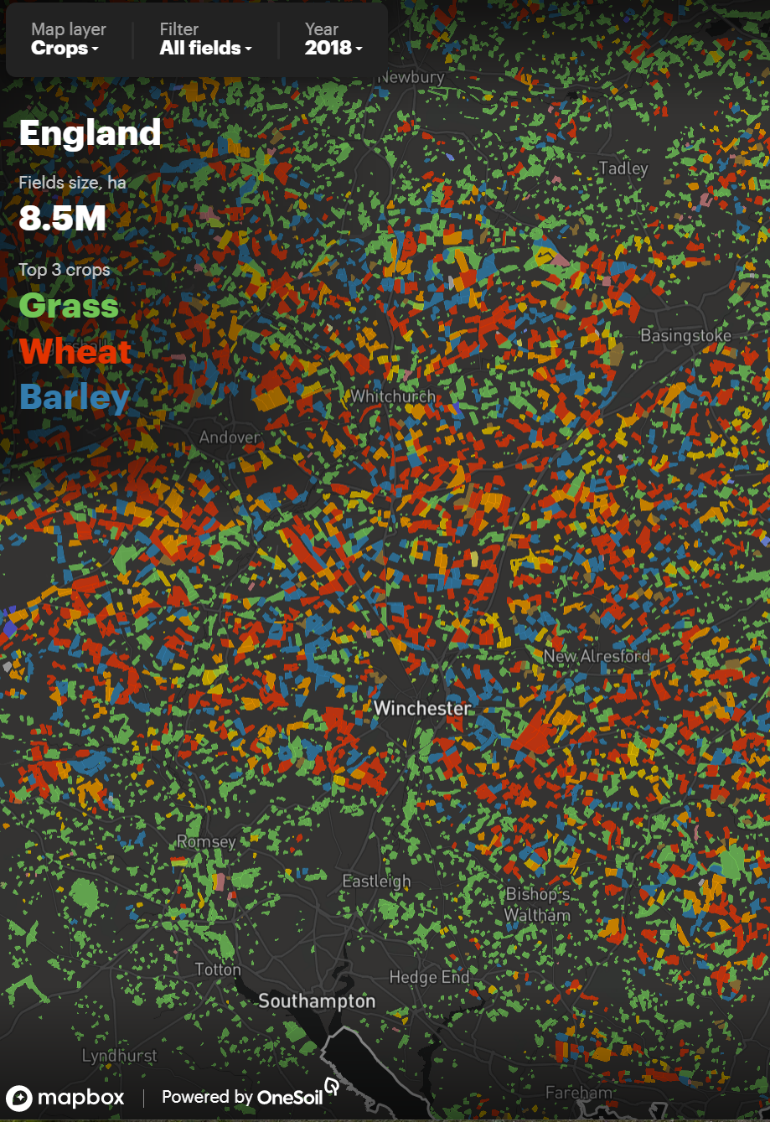 Map layer
Crops
Filter
All fields
Year
2018
Newbury
England
Tadley
Fields size, ha
8.5M
Top 3 crops
Grass
Wheat
Basingstoke
Barley
Whitchurch
Andover
New Alresford
Winchester
Romsey
Eastleigh
Bishop's
Waltham
Totton
Hedge End
Southampton
Lyndhurst
Fareham
mapbox
Powered by OneSoil